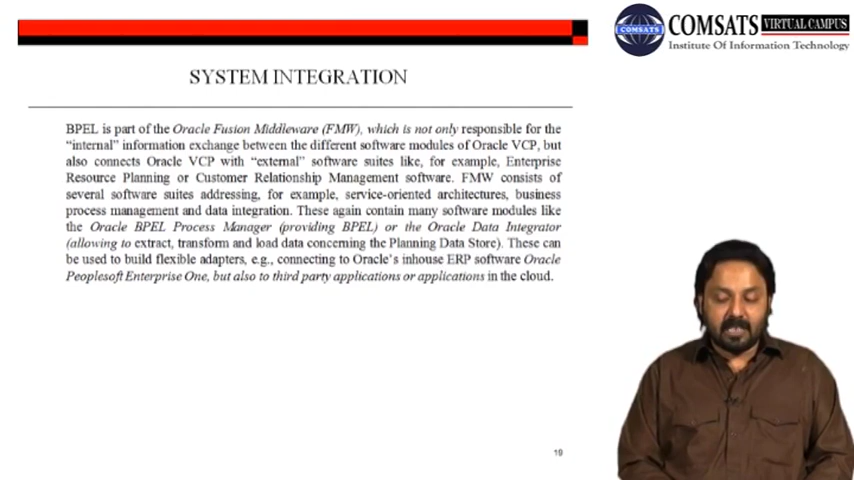 COMSATS VIRTUAL CAMPUS
COMSATS
Institute Of Information Technology
SYSTEM INTEGRATION
BPEL is part of the Oracle Fusion Middleware (FMW), which is not only responsible for the
“internal” information exchange between the different software modules of Oracle VCP, but
also connects Oracle VCP with “external” software suites like, for example, Enterprise
Resource Planning or Customer Relationship Management software. FMW consists of
several software suites addressing, for example, service-oriented architectures, business
process management and data integration. These again contain many software modules like
the Oracle BPEL Process Manager (providing BPEL) or the Oracle Data Integrator
(allowing to extract, transform and load data concerning the Planning Data Store). These can
be used to build flexible adapters, e.g., connecting to Oracle’s inhouse ERP software Oracle
Peoplesoft Enterprise One, but also to third party applications or applications in the cloud.
19